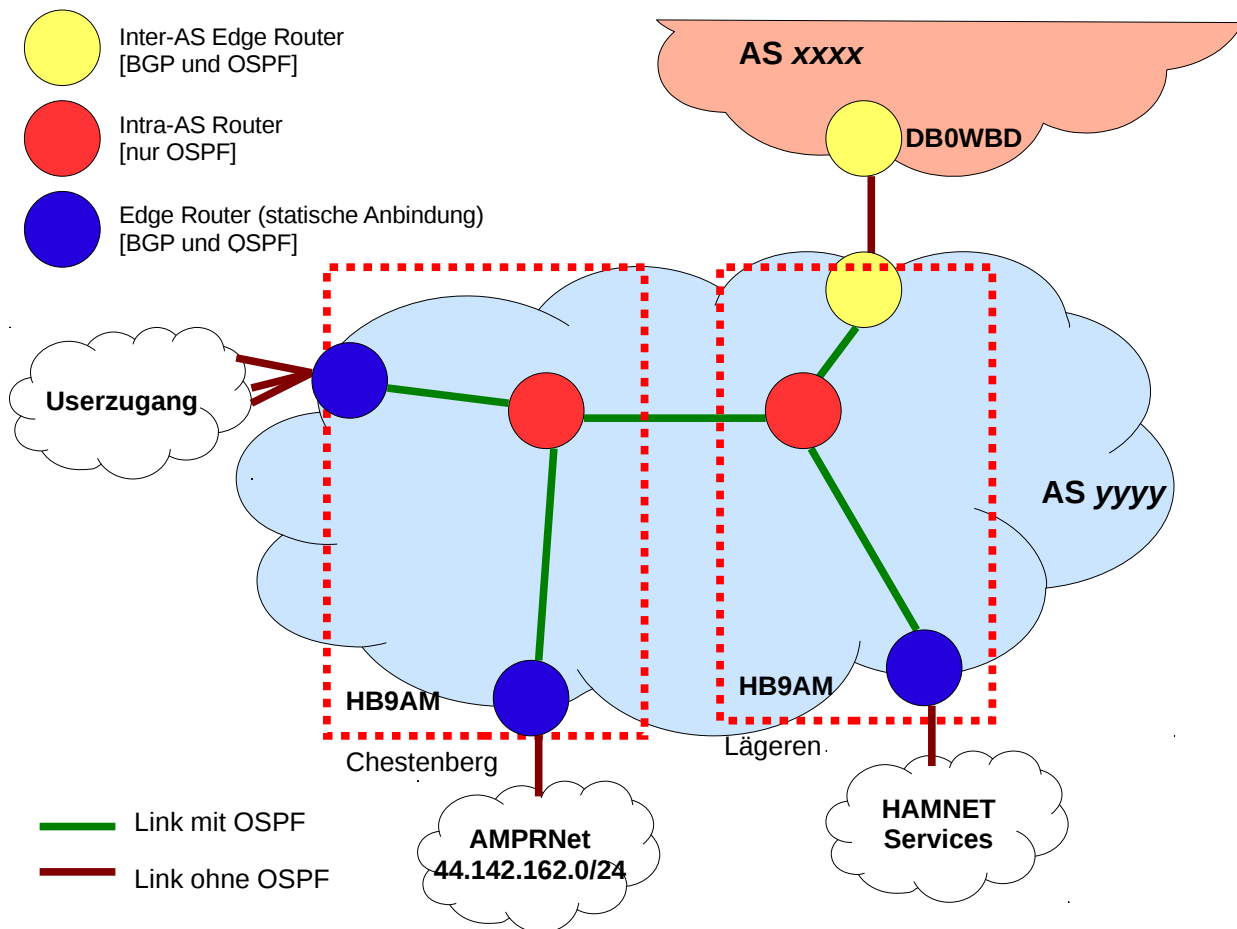 Inter-AS Edge Router
[BGP und OSPF]
Intra-AS Router
[nur OSPF]
Edge Router (statische Anbindung)
[BGP und OSPF]
AS xxxx
DB0WBD
Userzugang
AS yyyy
HB9AM
Chestenberg
HB9AM
Lägeren
AMPRNet
44.142.162.0/24
HAMNET
Services
Link mit OSPF
Link ohne OSPF